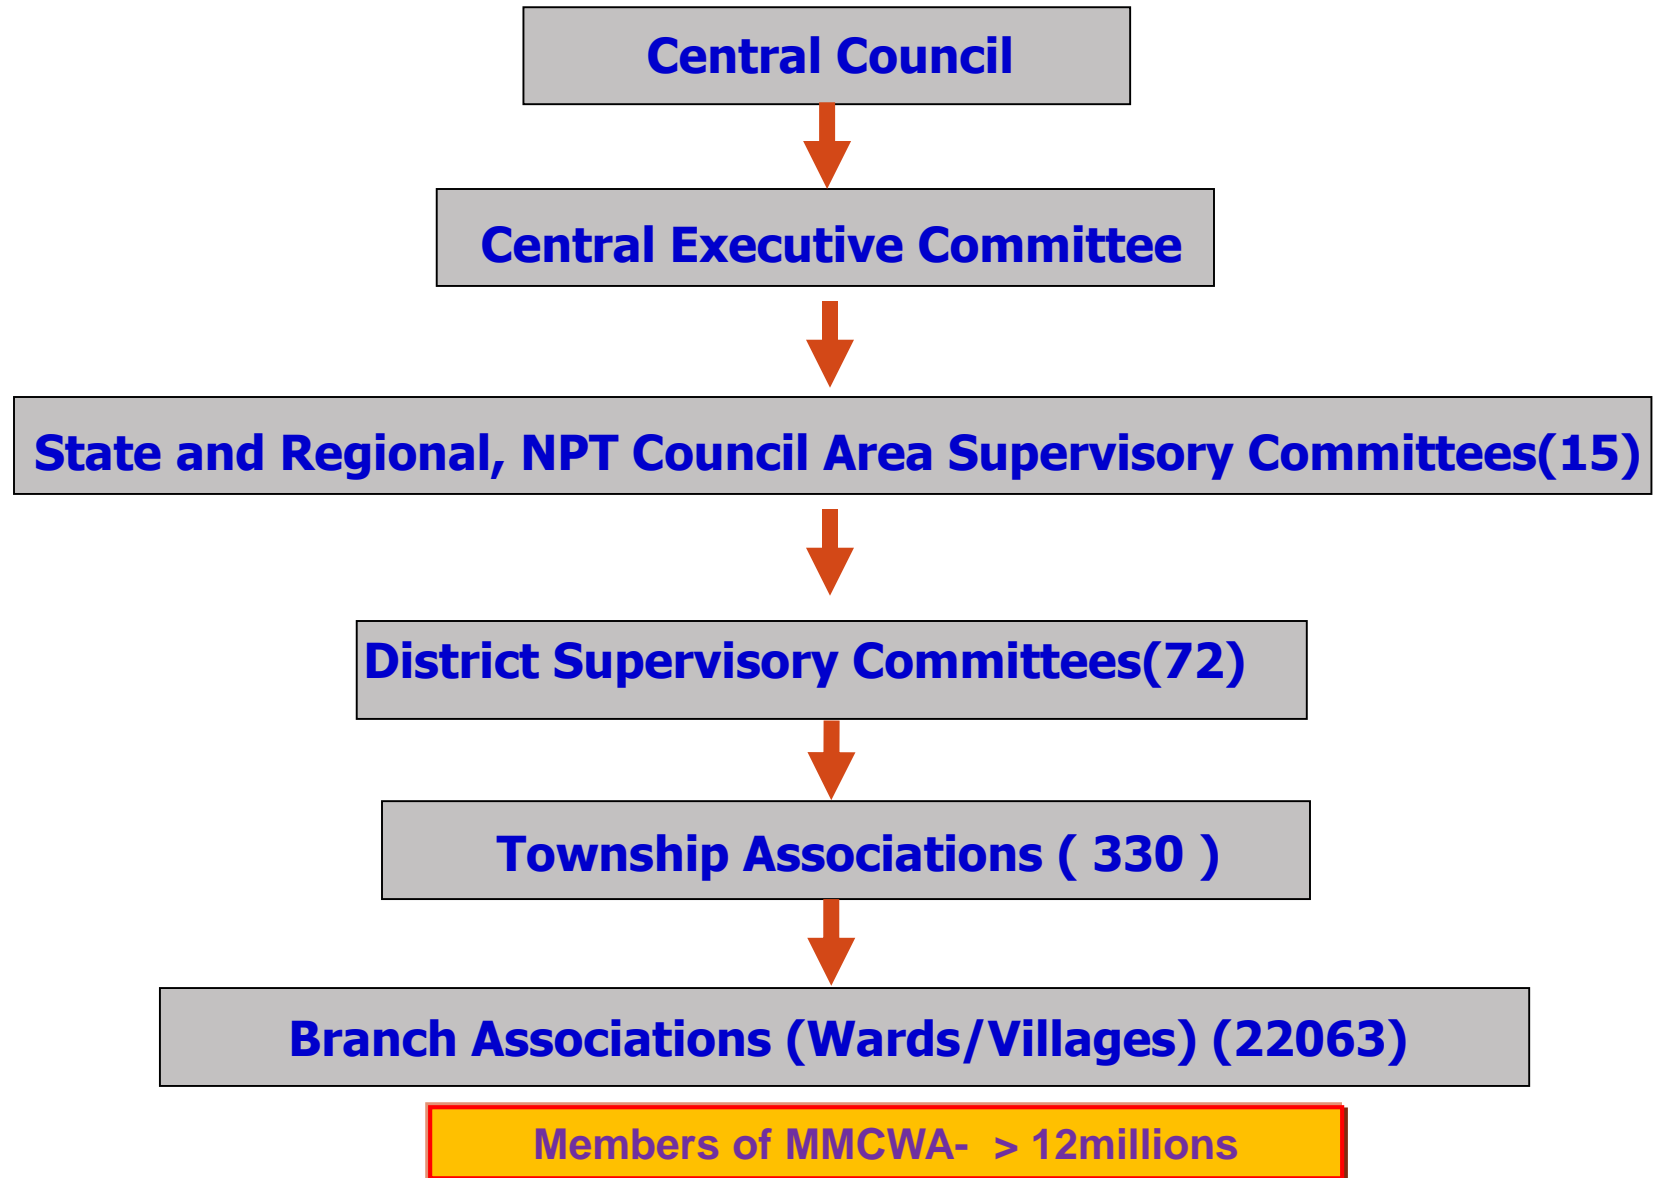 Central Council
Central Executive Committee
State and Regional, NPT Council Area Supervisory Committees(15)
District Supervisory Committees(72)
Township Associations ( 330 )
Branch Associations (Wards/Villages) (22063)
Members of MMCWA-  > 12millions